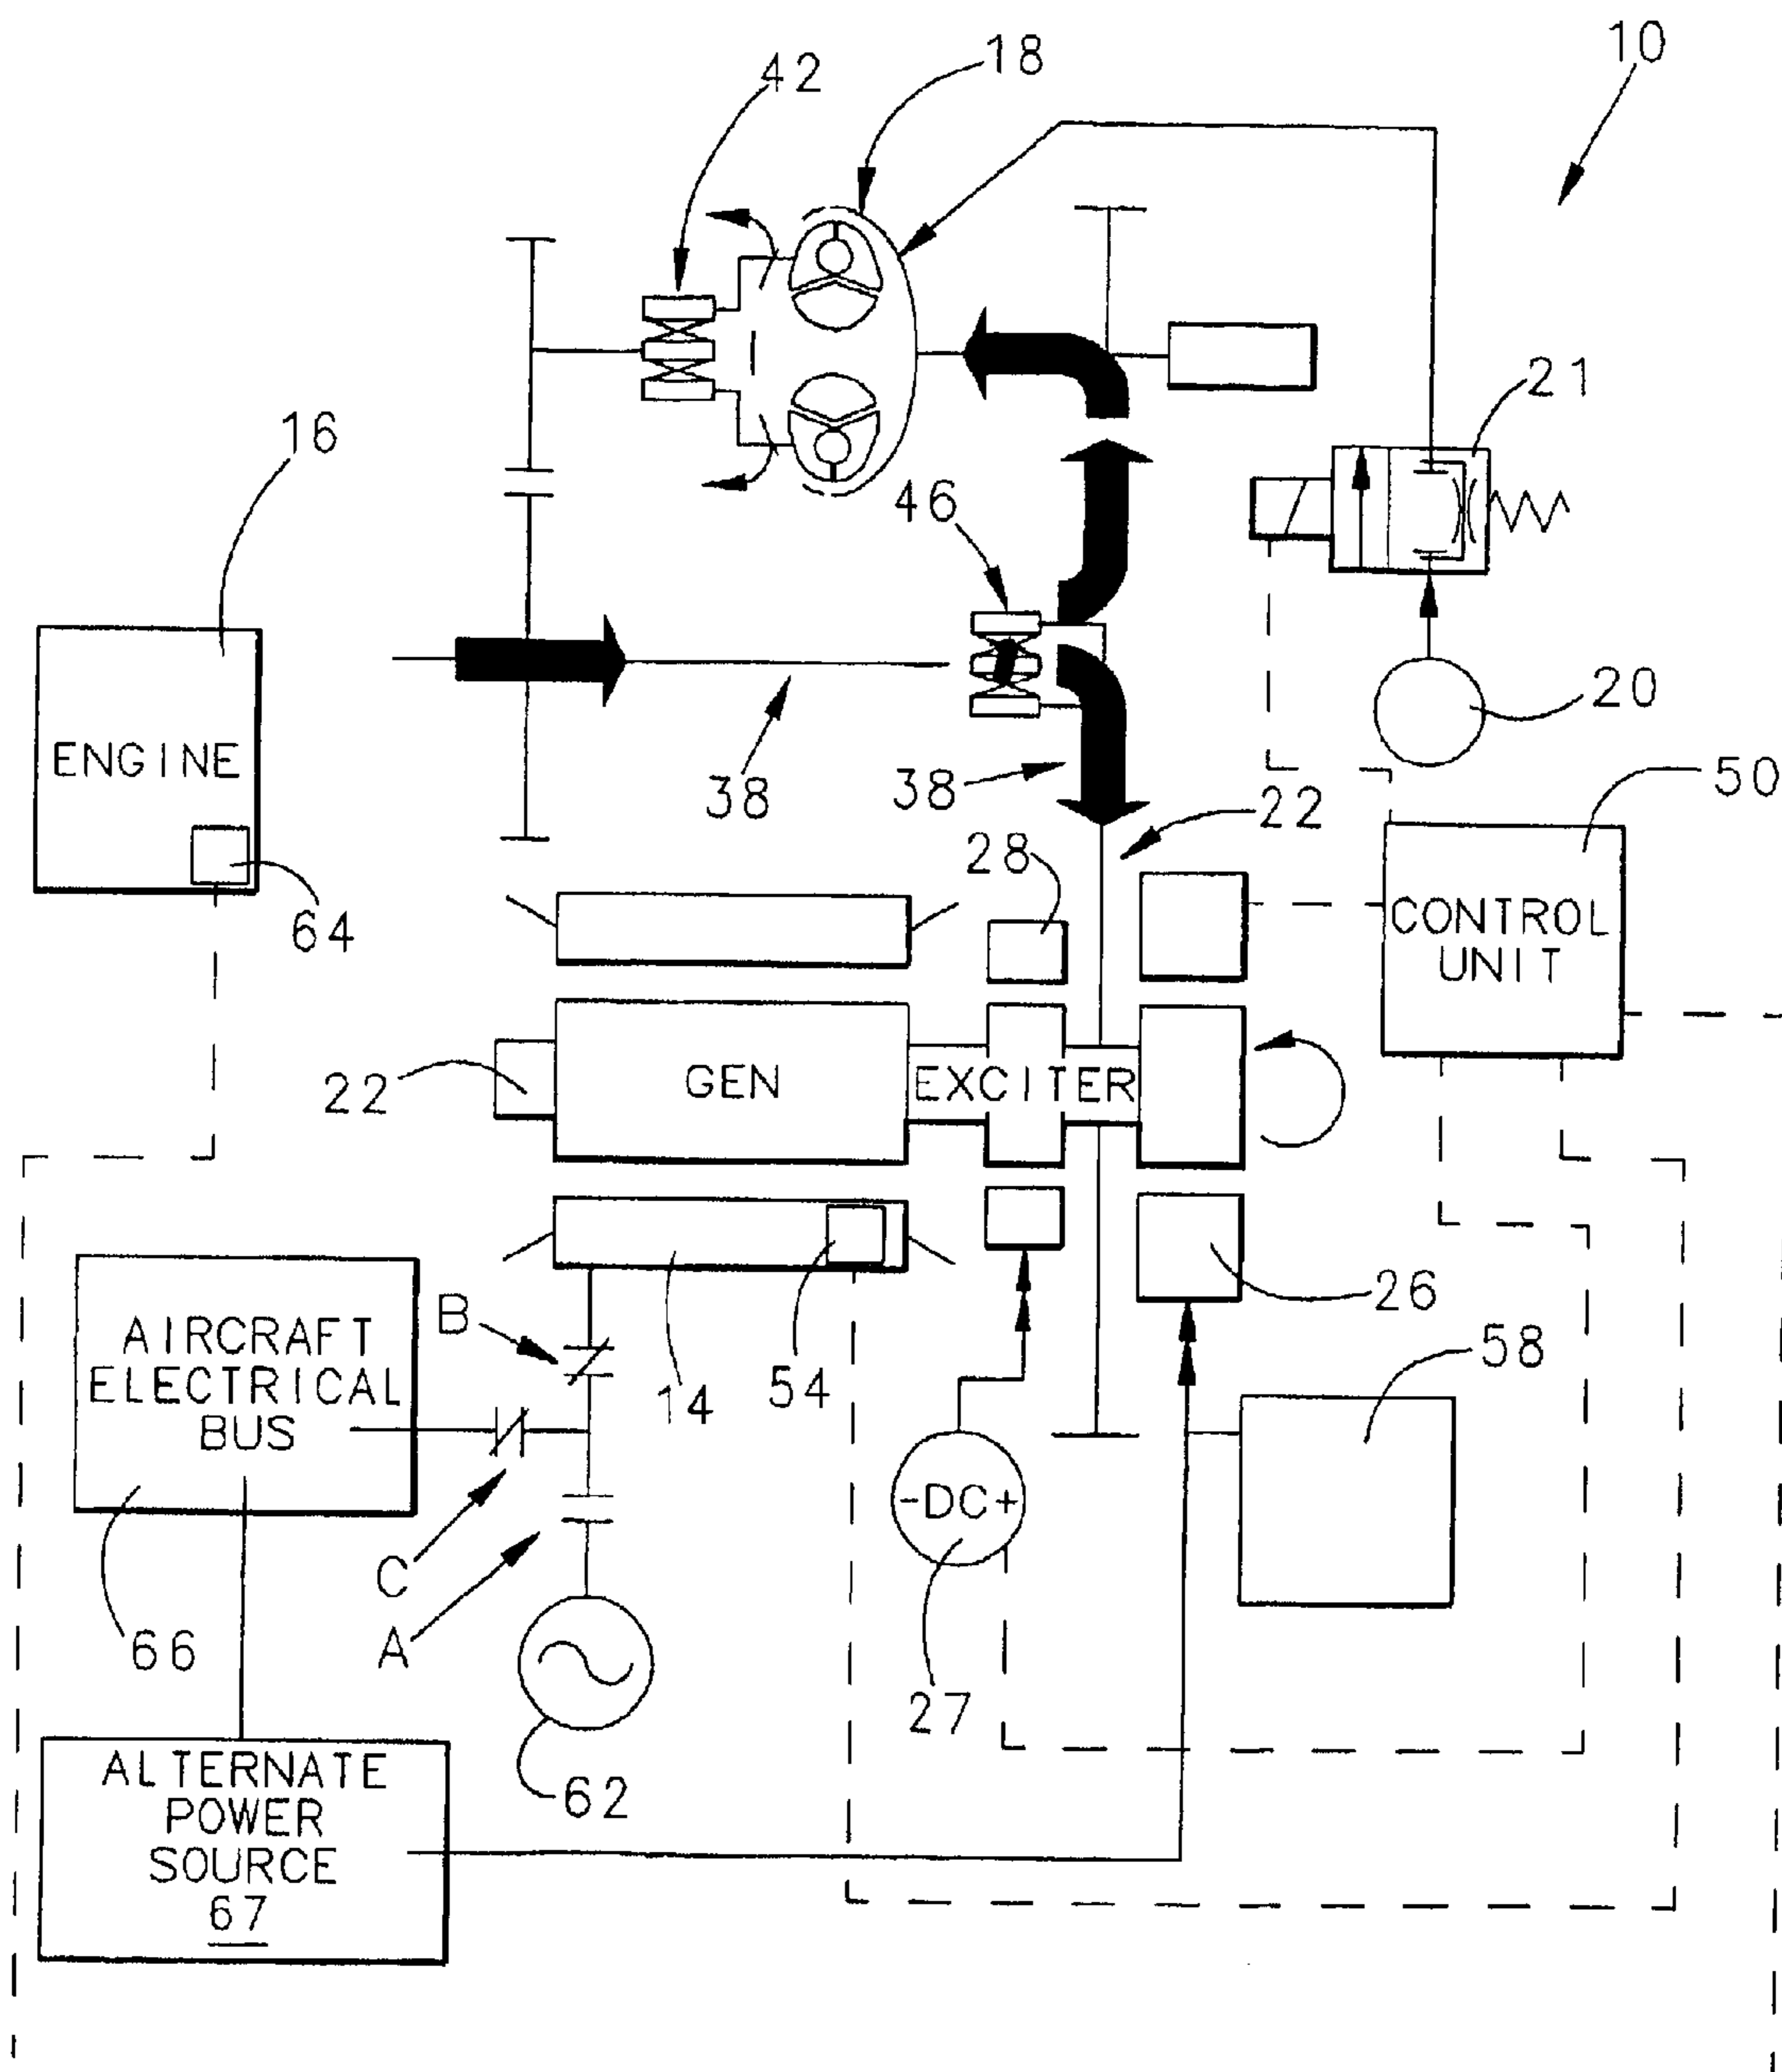 10
18
42
21
16
46
20
ENGINE
38
38
50
22
28
64
CONTROL
UNIT
22
GEN
EXCITER
26
B
AIRCRAFT
ELECTRICAL
BUS
14
54
58
-DC+
C
A
66
27
62
ALTERNATE
POWER
SOURCE
67